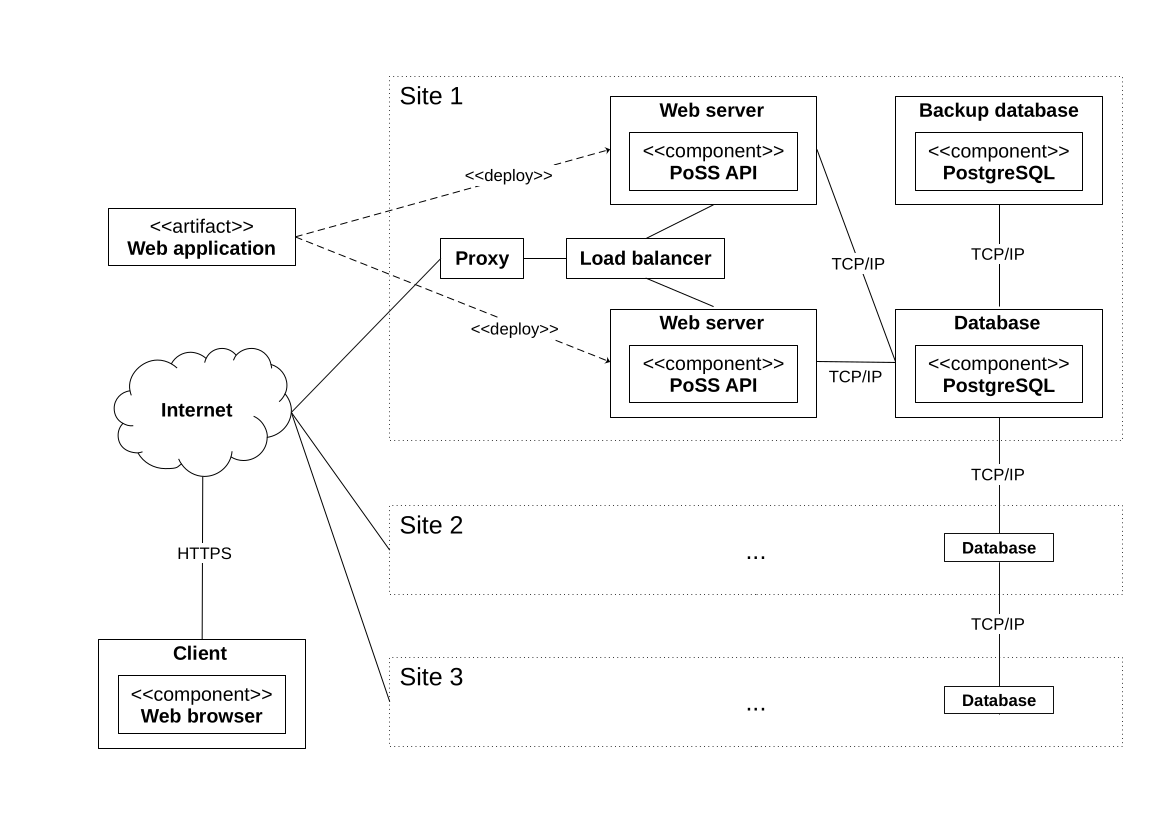 Site 1
Web server
<<component>>
PoSS API
Backup database
<<component>>
PostgreSQL
<<deploy>>
<<artifact>>
Web application
Proxy
Load balancer
TCP/IP
TCP/IP
<<deploy>>
Web server
<<component>>
PoSS API
TCP/IP
Database
<<component>>
PostgreSQL
Internet
TCP/IP
Site 2
...
Database
HTTPS
TCP/IP
Client
<<component>>
Web browser
Site 3
...
Database